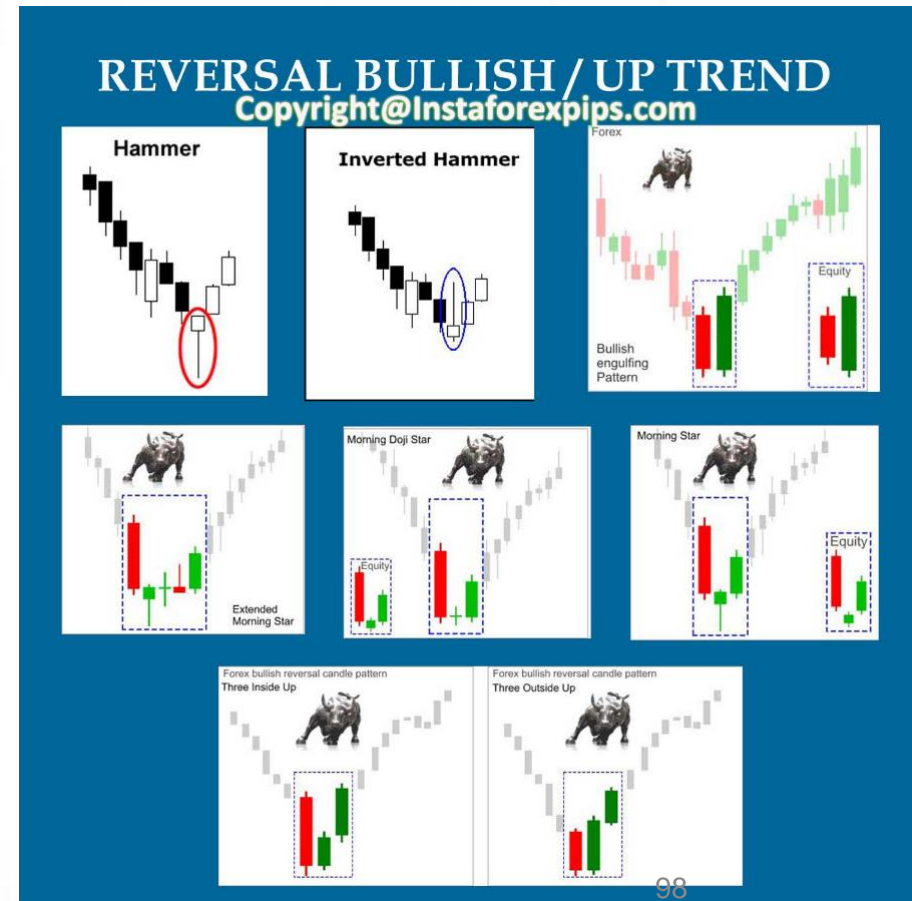 REVERSAL BULLISH / UP TREND
Copyright@Instaforexpips.com
Hammer
Inverted Hammer
Forex
Equity
Bullish
engulfing
Pattern
Extended
Morning Star
Morning Doji Star
Equity
Morning Star
Equity
Forex bullish reversal candle pattern
Three Inside Up
Forex bullish reversal candle pattern
Three Outside Up
98